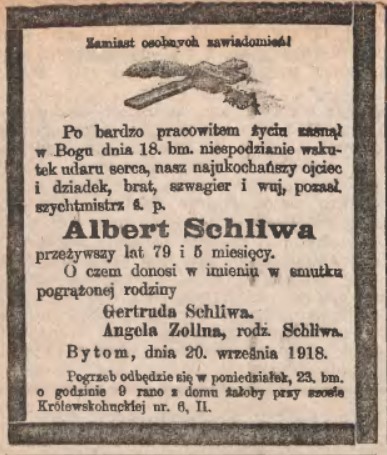 Zamiast osobnych zawiadomień!
Po bardzo pracowitem życiu zasnął
w Bogu dnia 18. bm. niespodzianie wsku-
tek udaru serca, nasz najukochańszy ojciec
i dziadek, brat, szwagier i wuj, pozasł.
szychtmistrz ś. p.
Albert Schliwa
przeżywszy lat 79 i 5 miesięcy.
O czem donosi w imieniu w smutku
pogrążonej rodziny
Gertruda Schliwa.
Angela Zollna, rodz. Schliwa.
Bytom, dnia 20. września 1918.
Pogrzeb odbędzie się w poniedziałek, 23. bm.
o godzinie 9 rano z domu żałoby przy szosie
Królewskohuckiej nr. 6, II.